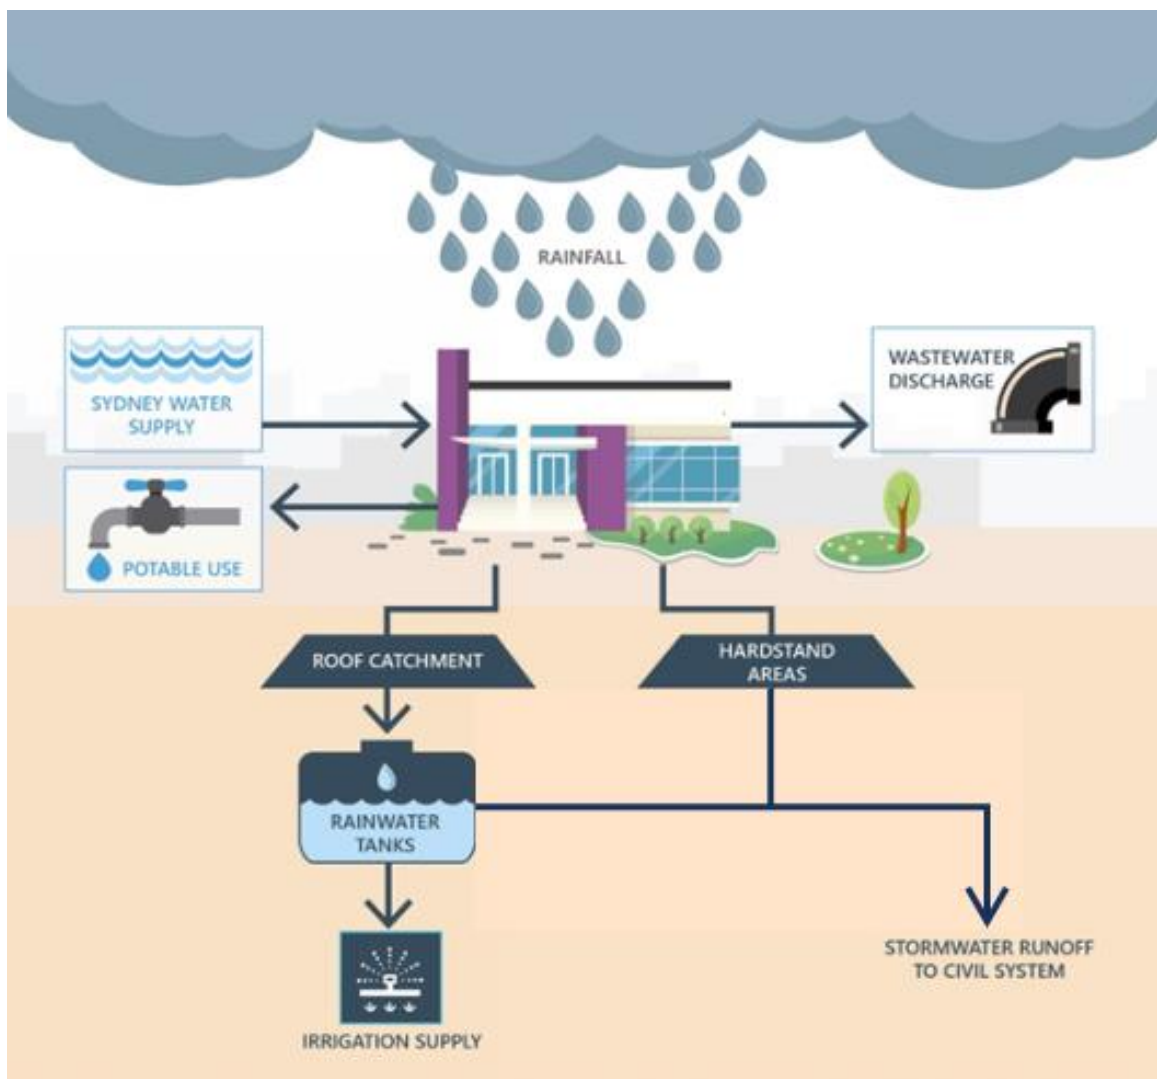 RAINFALL
SYDNEY WATER
SUPPLY
WASTEWATER
DISCHARGE
POTABLE USE
ROOF CATCHMENT
HARDSTAND
AREAS
RAINWATER
TANKS
STORMWATER RUNOFF
TO CIVIL SYSTEM
IRRIGATION SUPPLY